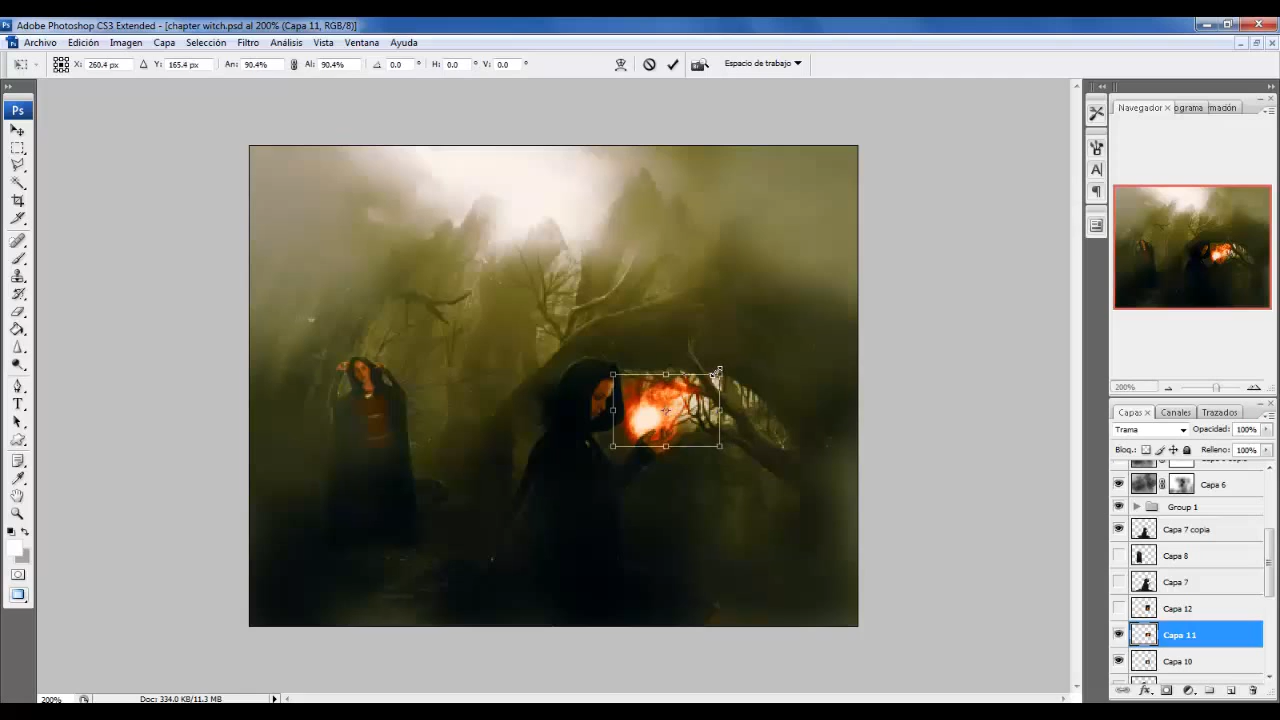 Adobe Photoshop CS3 Extended - [chapter witch.psd al 200% (Capa 11, RGB/8)]
Archivo Edición Imagen Capa Selección Filtro Análisis Vista Ventana Ayuda
X: 260.4 px Y: 165.4 px An: 90.4% Al: 90.4% 0.0 ° H: 0.0 ° V: 0.0 ° Espacio de trabajo
Ps
Navegador × ograma mación
200%
Capas × Canales Trazados
Trama Opacidad: 100%
Bloq.: Relleno: 100%
Capa 6
Group 1
Capa 7 copia
Capa 8
Capa 7
Capa 12
Capa 11
Capa 10
200% Doc: 334.0 KB/11.3 MB